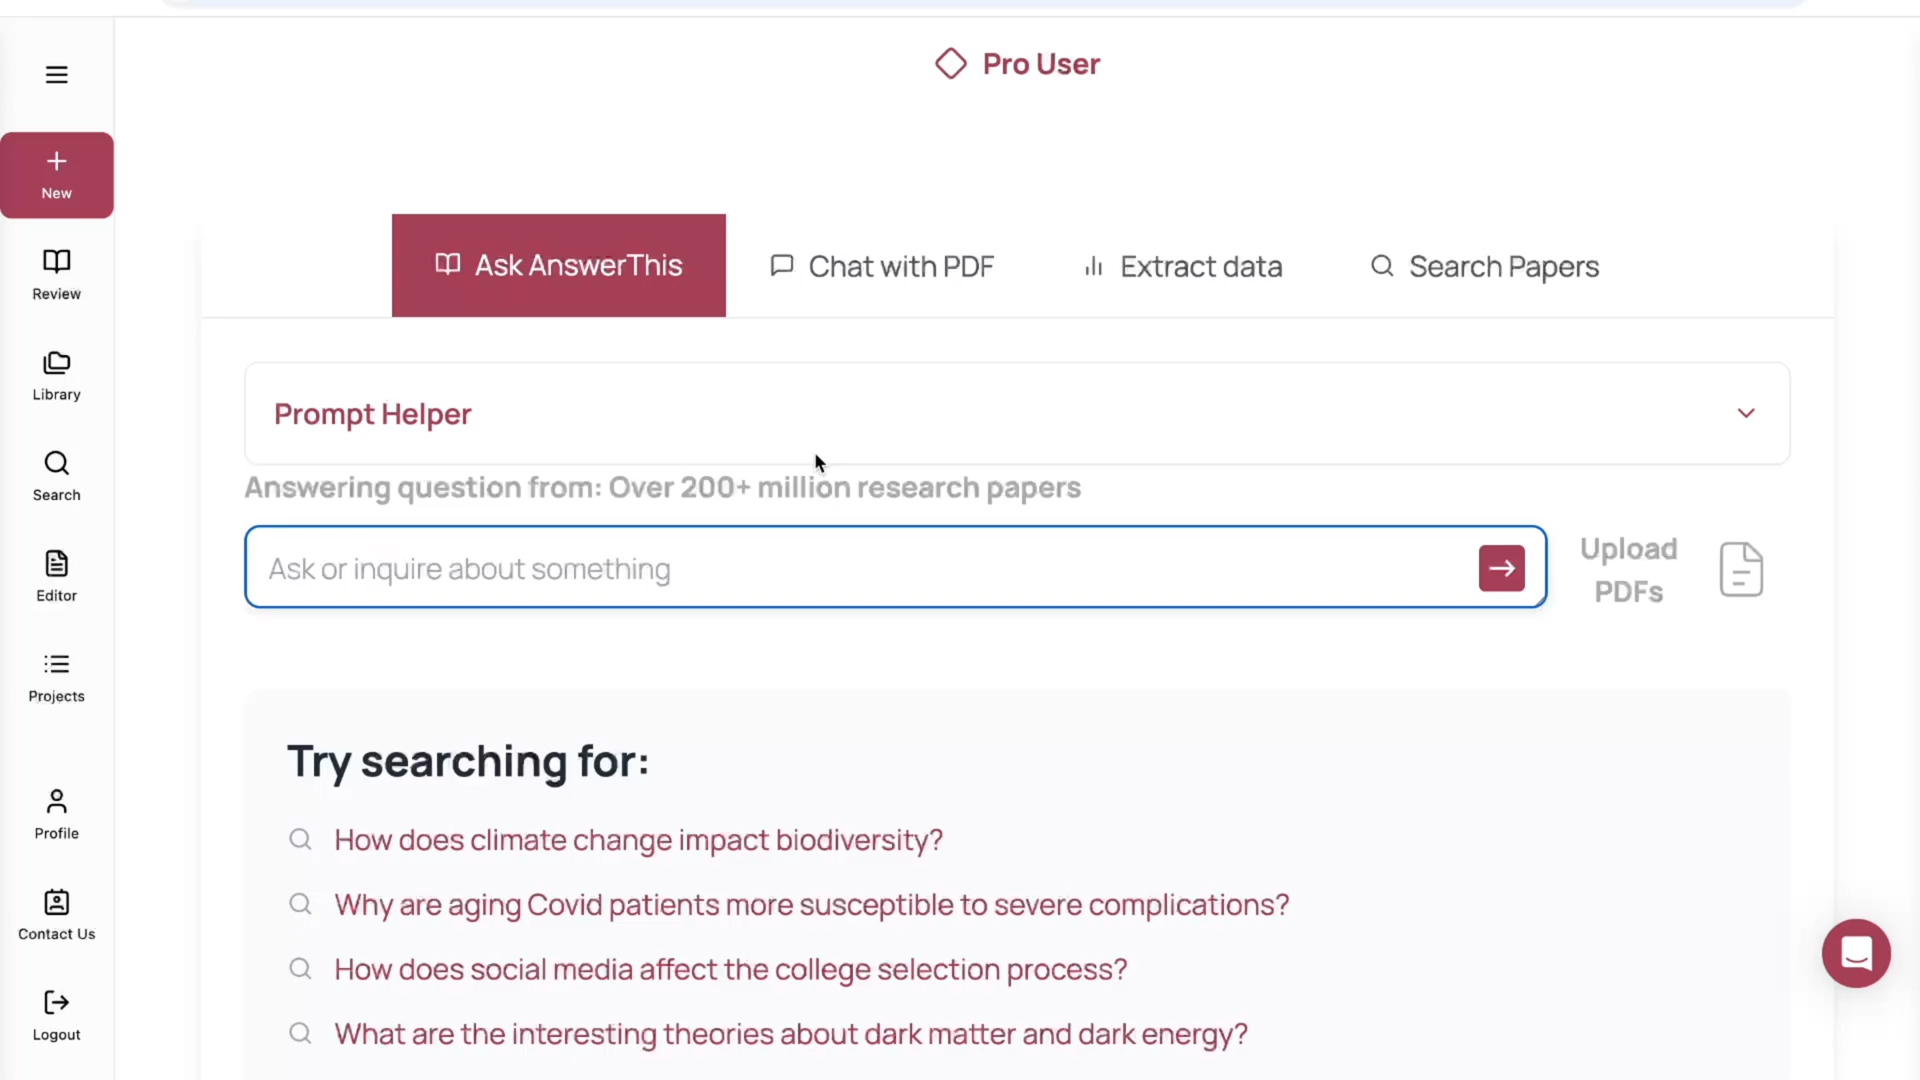 Pro User
New
Review
Library
Search
Editor
Projects
Profile
Contact Us
Logout
Ask AnswerThis
Chat with PDF
Extract data
Search Papers
Prompt Helper
Answering question from: Over 200+ million research papers
Ask or inquire about something
Upload
PDFs
Try searching for:
How does climate change impact biodiversity?
Why are aging Covid patients more susceptible to severe complications?
How does social media affect the college selection process?
What are the interesting theories about dark matter and dark energy?